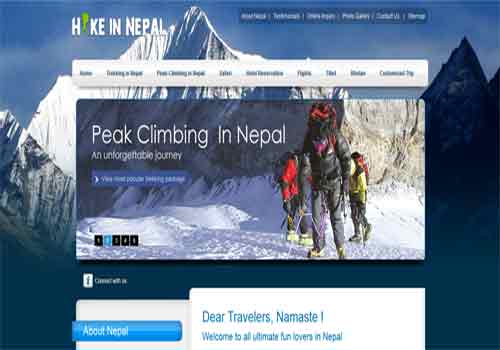 HIKE IN NEPAL
About Nepal | Testimonials | Online Inquiry | Photo Gallery | Contact Us | Sitemap
Home Trekking in Nepal Peak Climbing in Nepal Safari Hotel Reservation Flights Tibet Bhutan Customized Trip
Peak Climbing In Nepal
An unforgettable journey
View most popular trekking package
1 2 3 4 5
Connect with us
About Nepal
Dear Travelers, Namaste !
Welcome to all ultimate fun lovers in Nepal